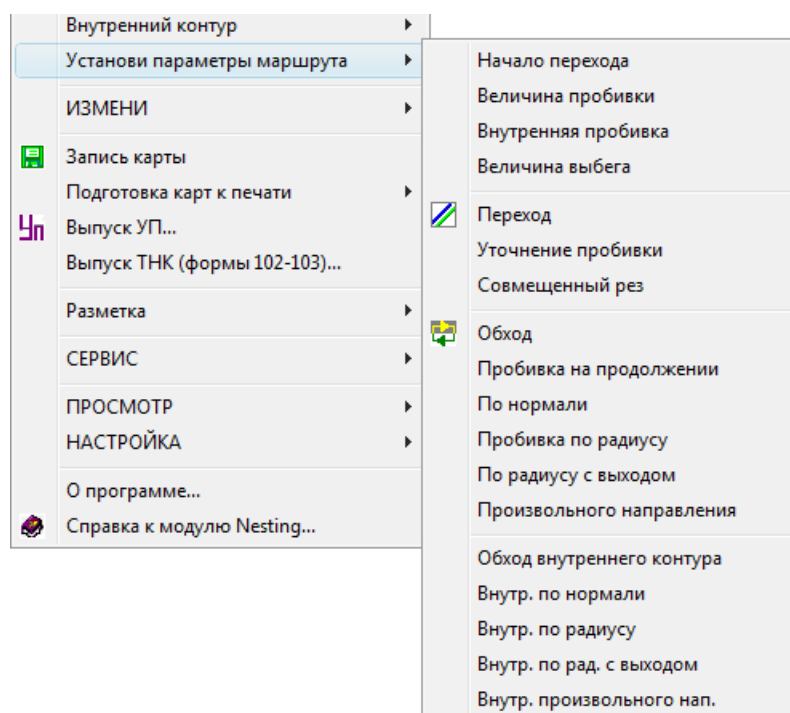 Внутренний контур
Установи параметры маршрута
ИЗМЕНИ
Запись карты
Подготовка карт к печати
Уп Выпуск УП...
Выпуск ТНК (формы 102-103)...
Разметка
СЕРВИС
ПРОСМОТР
НАСТРОЙКА
О программе...
Справка к модулю Nesting...
Начало перехода
Величина пробивки
Внутренняя пробивка
Величина выбега
Переход
Уточнение пробивки
Совмещенный рез
Обход
Пробивка на продолжении
По нормали
Пробивка по радиусу
По радиусу с выходом
Произвольного направления
Обход внутреннего контура
Внутр. по нормали
Внутр. по радиусу
Внутр. по рад. с выходом
Внутр. произвольного нап.